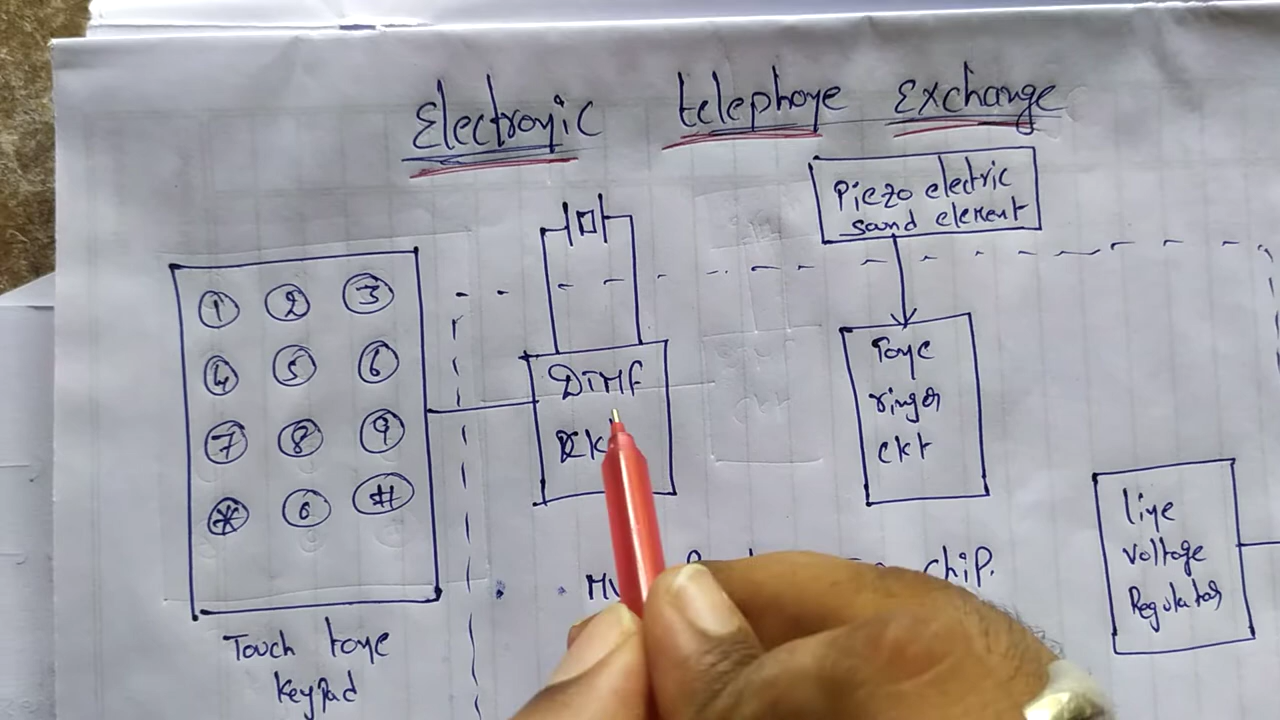 Electronic telephone Exchange
Piezo electric
sound element
1 2 3
4 5 6
7 8 9
* 0 #
DTMF
Tone
ringer
ckt
line
voltage
Regulator
chip.
Touch tone
keypad